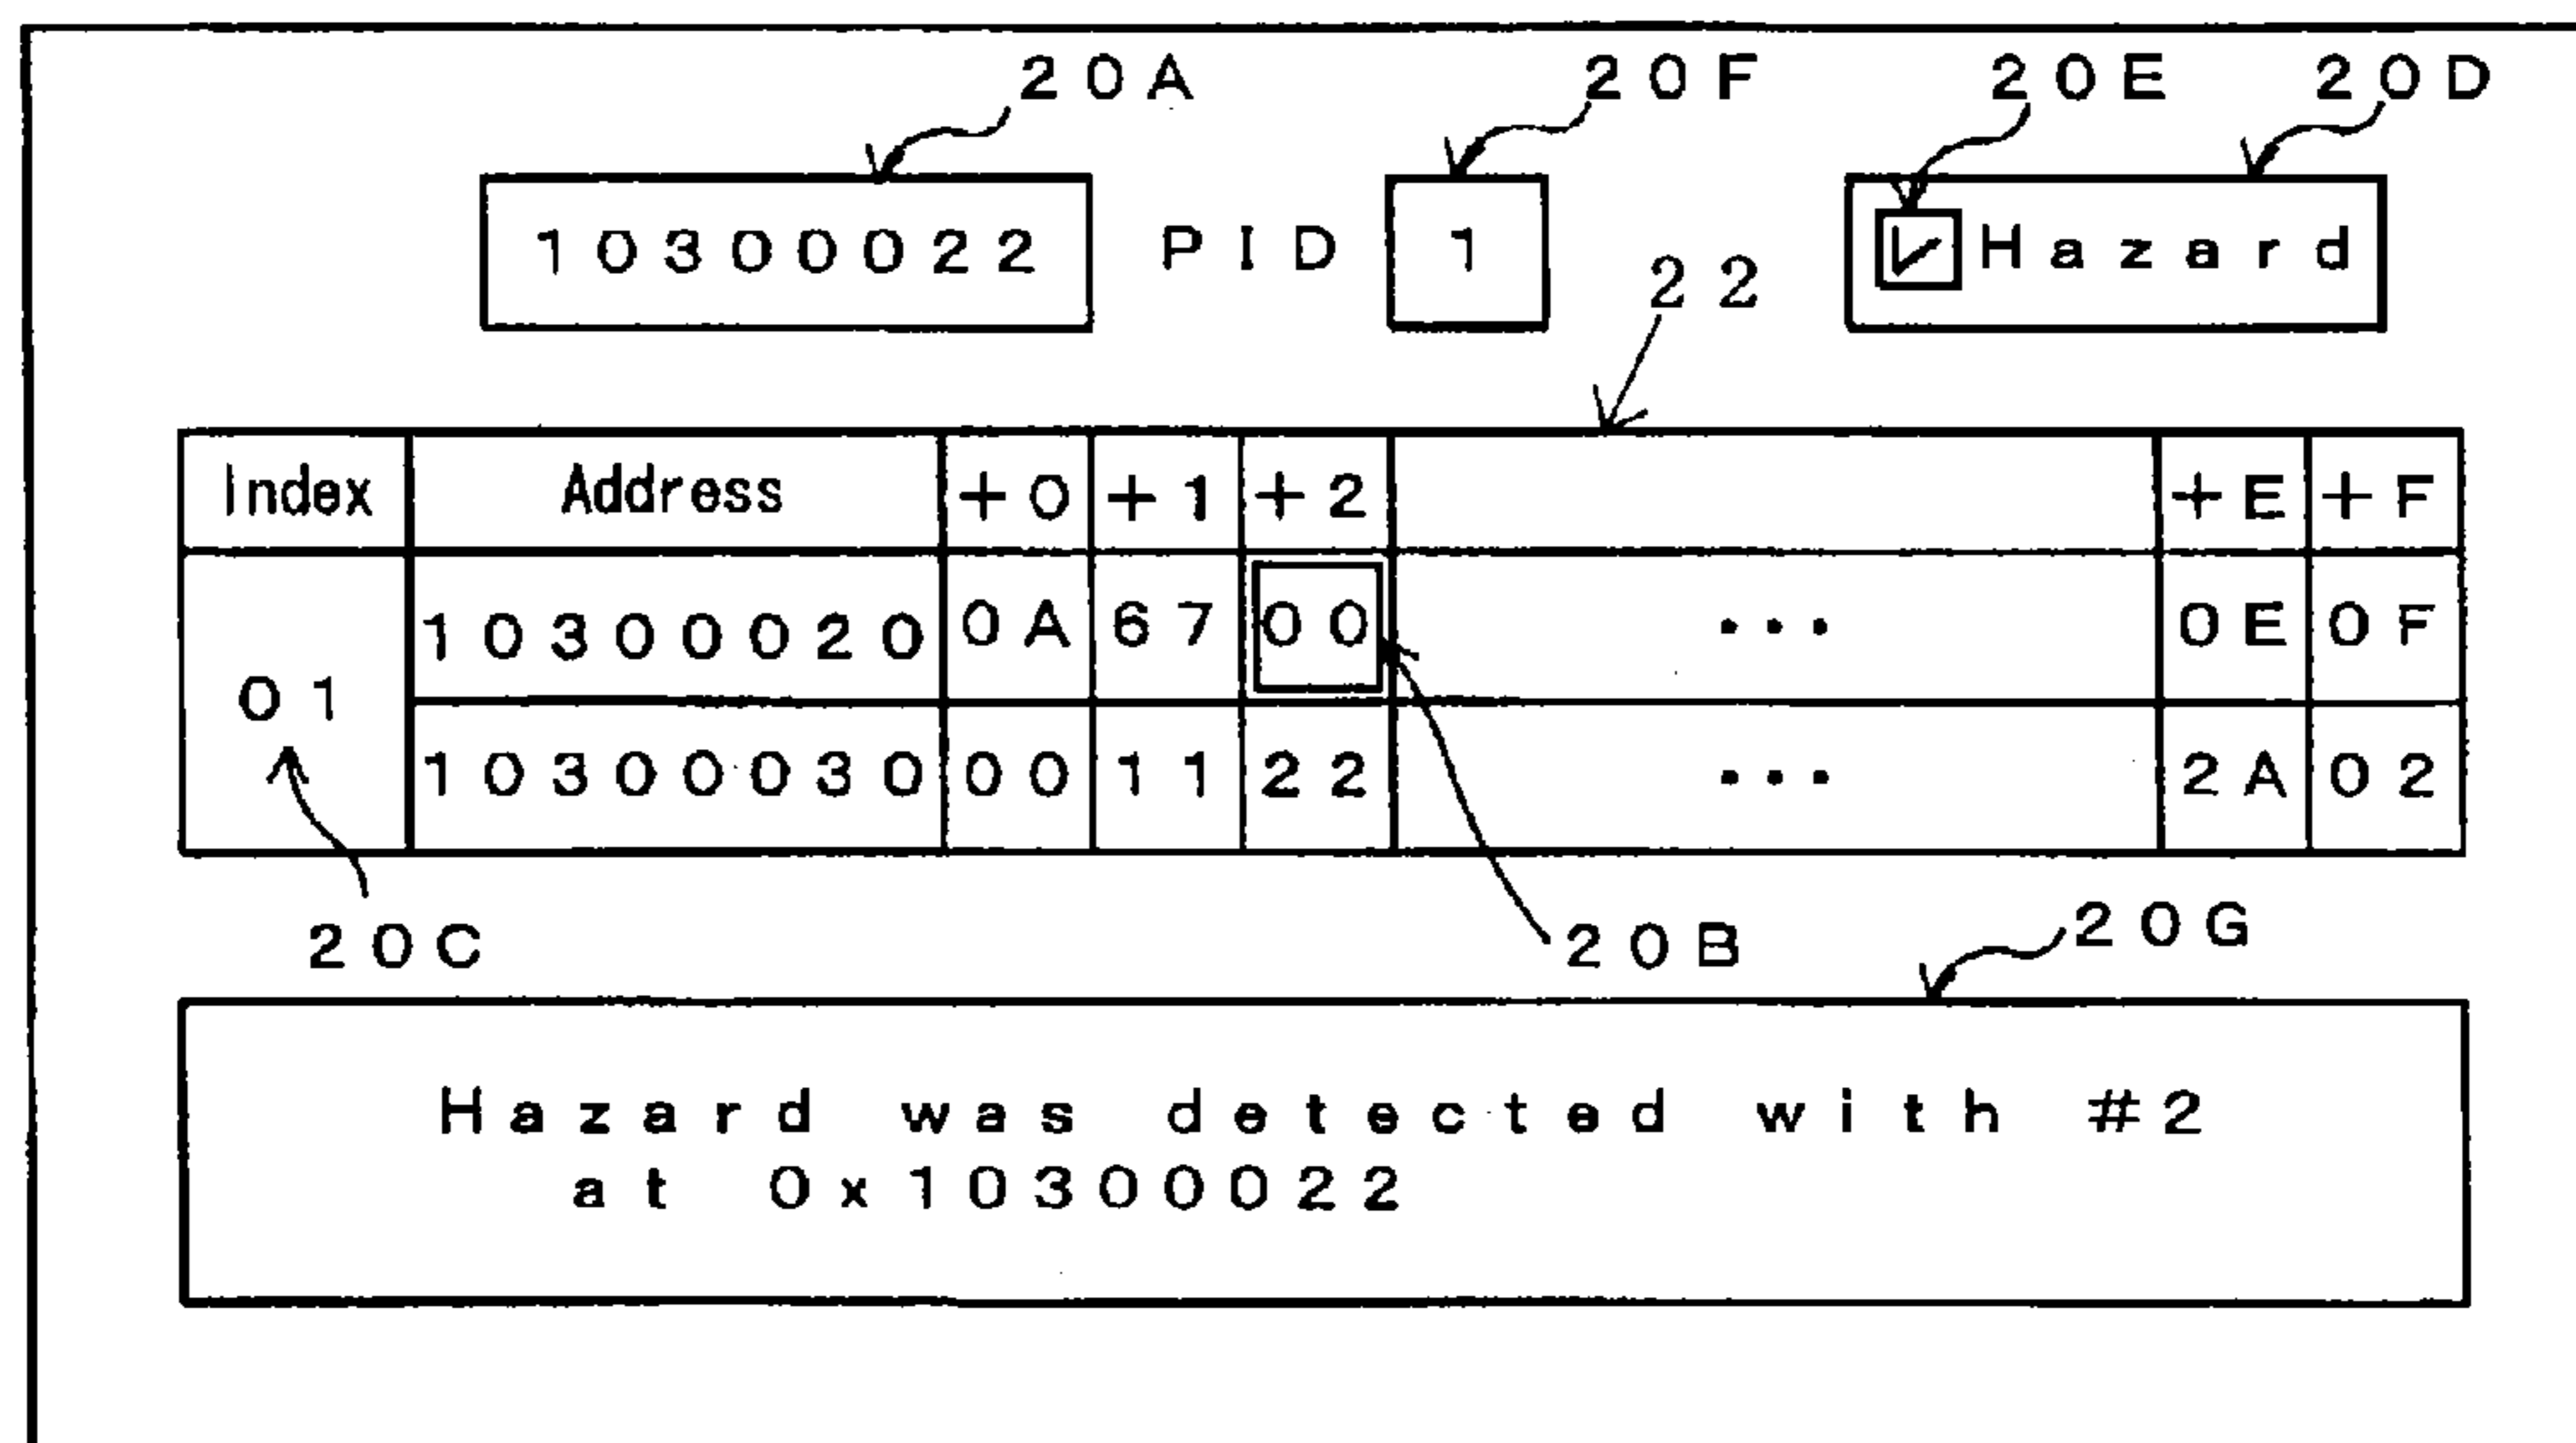 20A 20F 20E 20D
10300022 PID 1 Hazard
22
Index Address +0 +1 +2 +E +F
10300020 0A 67 00 ... 0E 0F
01
10300030 00 11 22 ... 2A 02
20C 20B 20G
Hazard was detected with #2
at 0x10300022